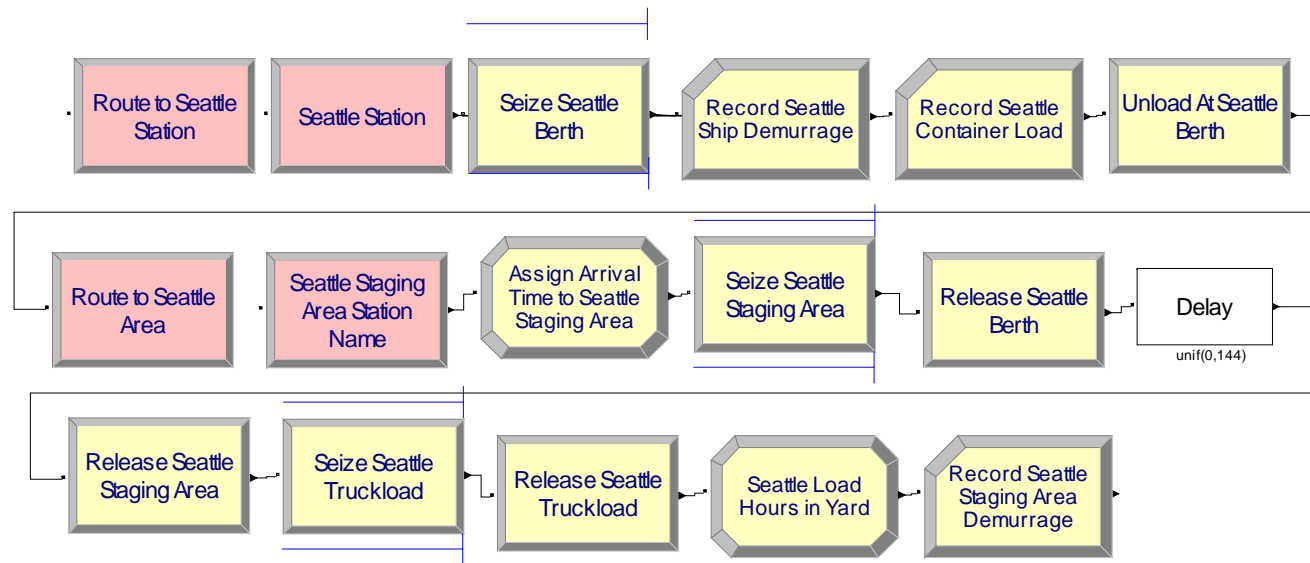 Route to Seattle
Station
Seattle Station
Seize Seattle
Berth
Record Seattle
Ship Demurrage
Record Seattle
Container Load
Unload At Seattle
Berth
Route to Seattle
Area
Seattle Staging
Area Station
Name
Assign Arrival
Time to Seattle
Staging Area
Seize Seattle
Staging Area
Release Seattle
Berth
Delay
unif(0,144)
Release Seattle
Staging Area
Seize Seattle
Truckload
Release Seattle
Truckload
Seattle Load
Hours in Yard
Record Seattle
Staging Area
Demurrage